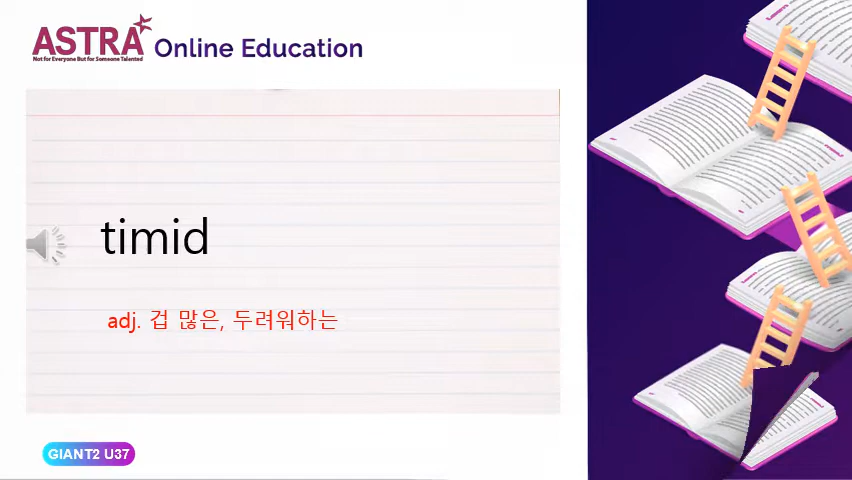 ASTRA
Not for Everyone But for Someone Talented
Online Education
timid
adj. 겁 많은, 두려워하는
GIANT2 U37